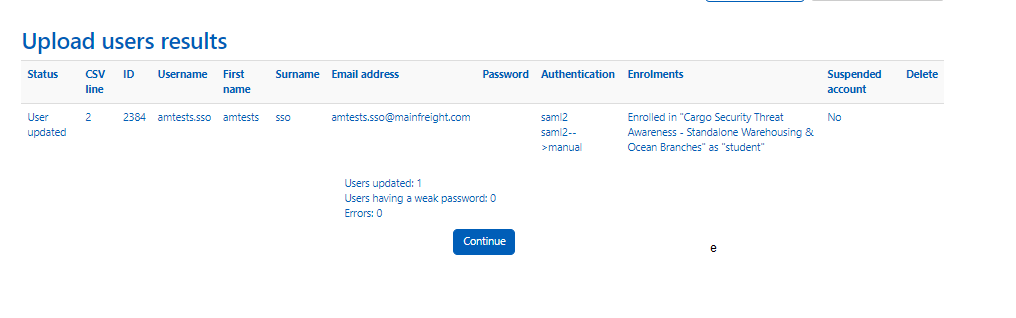 Upload users results
Status CSV line ID Username First name Surname Email address Password Authentication Enrolments Suspended account Delete
User updated 2 2384 amtests.sso amtests sso amtests.sso@mainfreight.com saml2 saml2-->manual Enrolled in "Cargo Security Threat Awareness - Standalone Warehousing & Ocean Branches" as "student" No
Users updated: 1
Users having a weak password: 0
Errors: 0
Continue
e